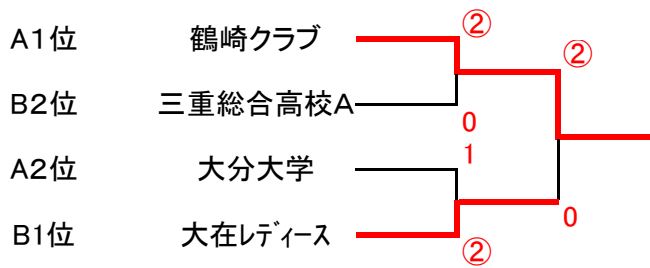 A1位 鶴崎クラブ ②
②
B2位 三重総合高校A
0
1
A2位 大分大学
0
B1位 大在ﾚﾃﾞｨｰｽ
②